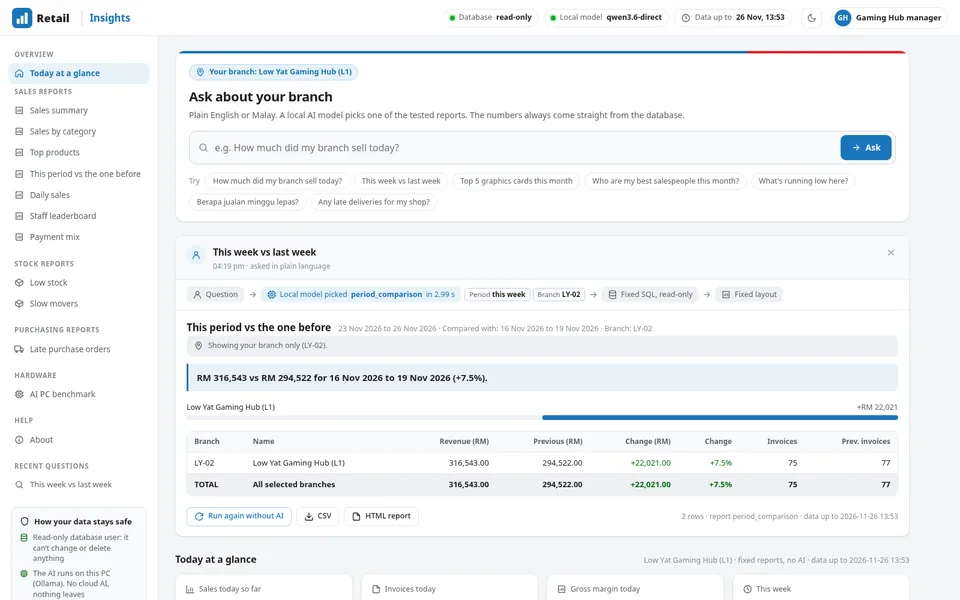 Retail Insights
Database read-only
Local model qwen3.6-direct
Data up to 26 Nov, 13:53
GH Gaming Hub manager
OVERVIEW
Today at a glance
SALES REPORTS
Sales summary
Sales by category
Top products
This period vs the one before
Daily sales
Staff leaderboard
Payment mix
STOCK REPORTS
Low stock
Slow movers
PURCHASING REPORTS
Late purchase orders
HARDWARE
AI PC benchmark
HELP
About
RECENT QUESTIONS
This week vs last week
How your data stays safe
Read-only database user: it
can't change or delete
anything
The AI runs on this PC
(Ollama). No cloud AI,
nothing leaves
Your branch: Low Yat Gaming Hub (L1)
Ask about your branch
Plain English or Malay. A local AI model picks one of the tested reports. The numbers always come straight from the database.
e.g. How much did my branch sell today?
Ask
Try
How much did my branch sell today?
This week vs last week
Top 5 graphics cards this month
Who are my best salespeople this month?
What's running low here?
Berapa jualan minggu lepas?
Any late deliveries for my shop?
This week vs last week
04:19 pm · asked in plain language
Question
Local model picked period_comparison in 2.99 s
Period this week
Branch LY-02
Fixed SQL, read-only
Fixed layout
This period vs the one before 23 Nov 2026 to 26 Nov 2026 · Compared with: 16 Nov 2026 to 19 Nov 2026 · Branch: LY-02
Showing your branch only (LY-02).
RM 316,543 vs RM 294,522 for 16 Nov 2026 to 19 Nov 2026 (+7.5%).
Low Yat Gaming Hub (L1) +RM 22,021
Branch Name Revenue (RM) Previous (RM) Change (RM) Change Invoices Prev. invoices
LY-02 Low Yat Gaming Hub (L1) 316,543.00 294,522.00 +22,021.00 +7.5% 75 77
TOTAL All selected branches 316,543.00 294,522.00 +22,021.00 +7.5% 75 77
Run again without AI
CSV
HTML report
2 rows · report period_comparison · data up to 2026-11-26 13:53
Today at a glance Low Yat Gaming Hub (L1) · fixed reports, no AI · data up to 2026-11-26 13:53
Sales today so far
Invoices today
Gross margin today
This week